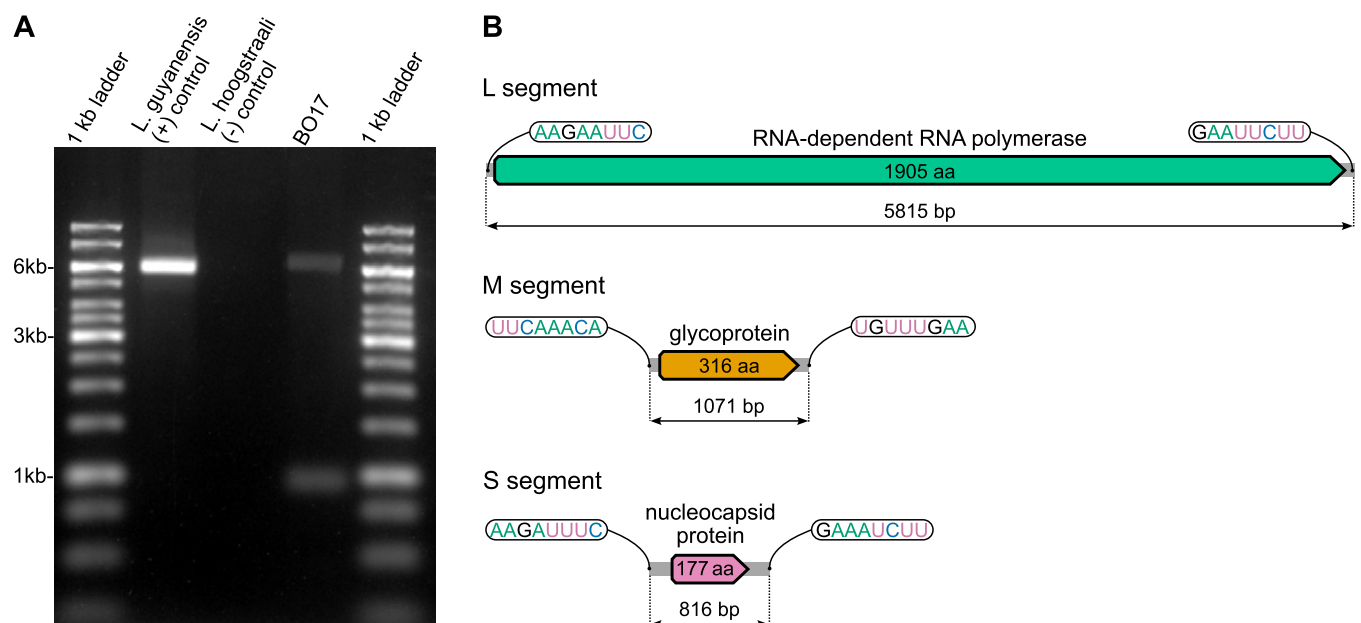 A
1 kb ladder
L. guyanensis
(+) control
L. hoogstraali
(-) control
BO17
1 kb ladder
6kb-
3kb-
1kb-
B
L segment
AAGAAUUC
RNA-dependent RNA polymerase
GAAUUCUU
1905 aa
5815 bp
M segment
UUCAAACA
glycoprotein
UGUUUGAA
316 aa
1071 bp
S segment
AAGAUUUC
nucleocapsid
protein
GAAAUCUU
177 aa
816 bp